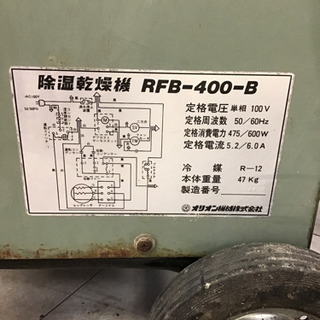 除湿乾燥機 RFB-400-B
定格電圧 単相 100V
定格周波数 50/60Hz
定格消費電力 475/600W
定格電流 5.2/6.0A
冷媒 R-12
本体重量 47Kg
製造番号
オリオン機械株式会社